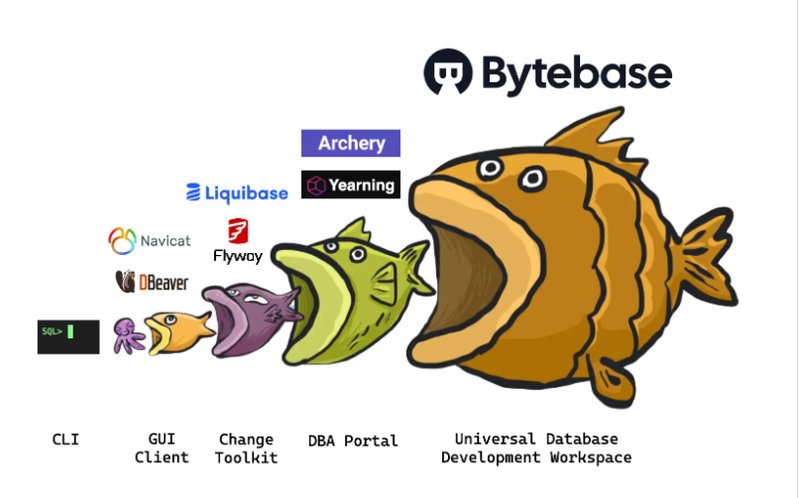 Bytebase
Archery
Yearning
Liquibase
Navicat
Flyway
DBeaver
SQL>
CLI
GUI
Client
Change
Toolkit
DBA Portal
Universal Database
Development Workspace